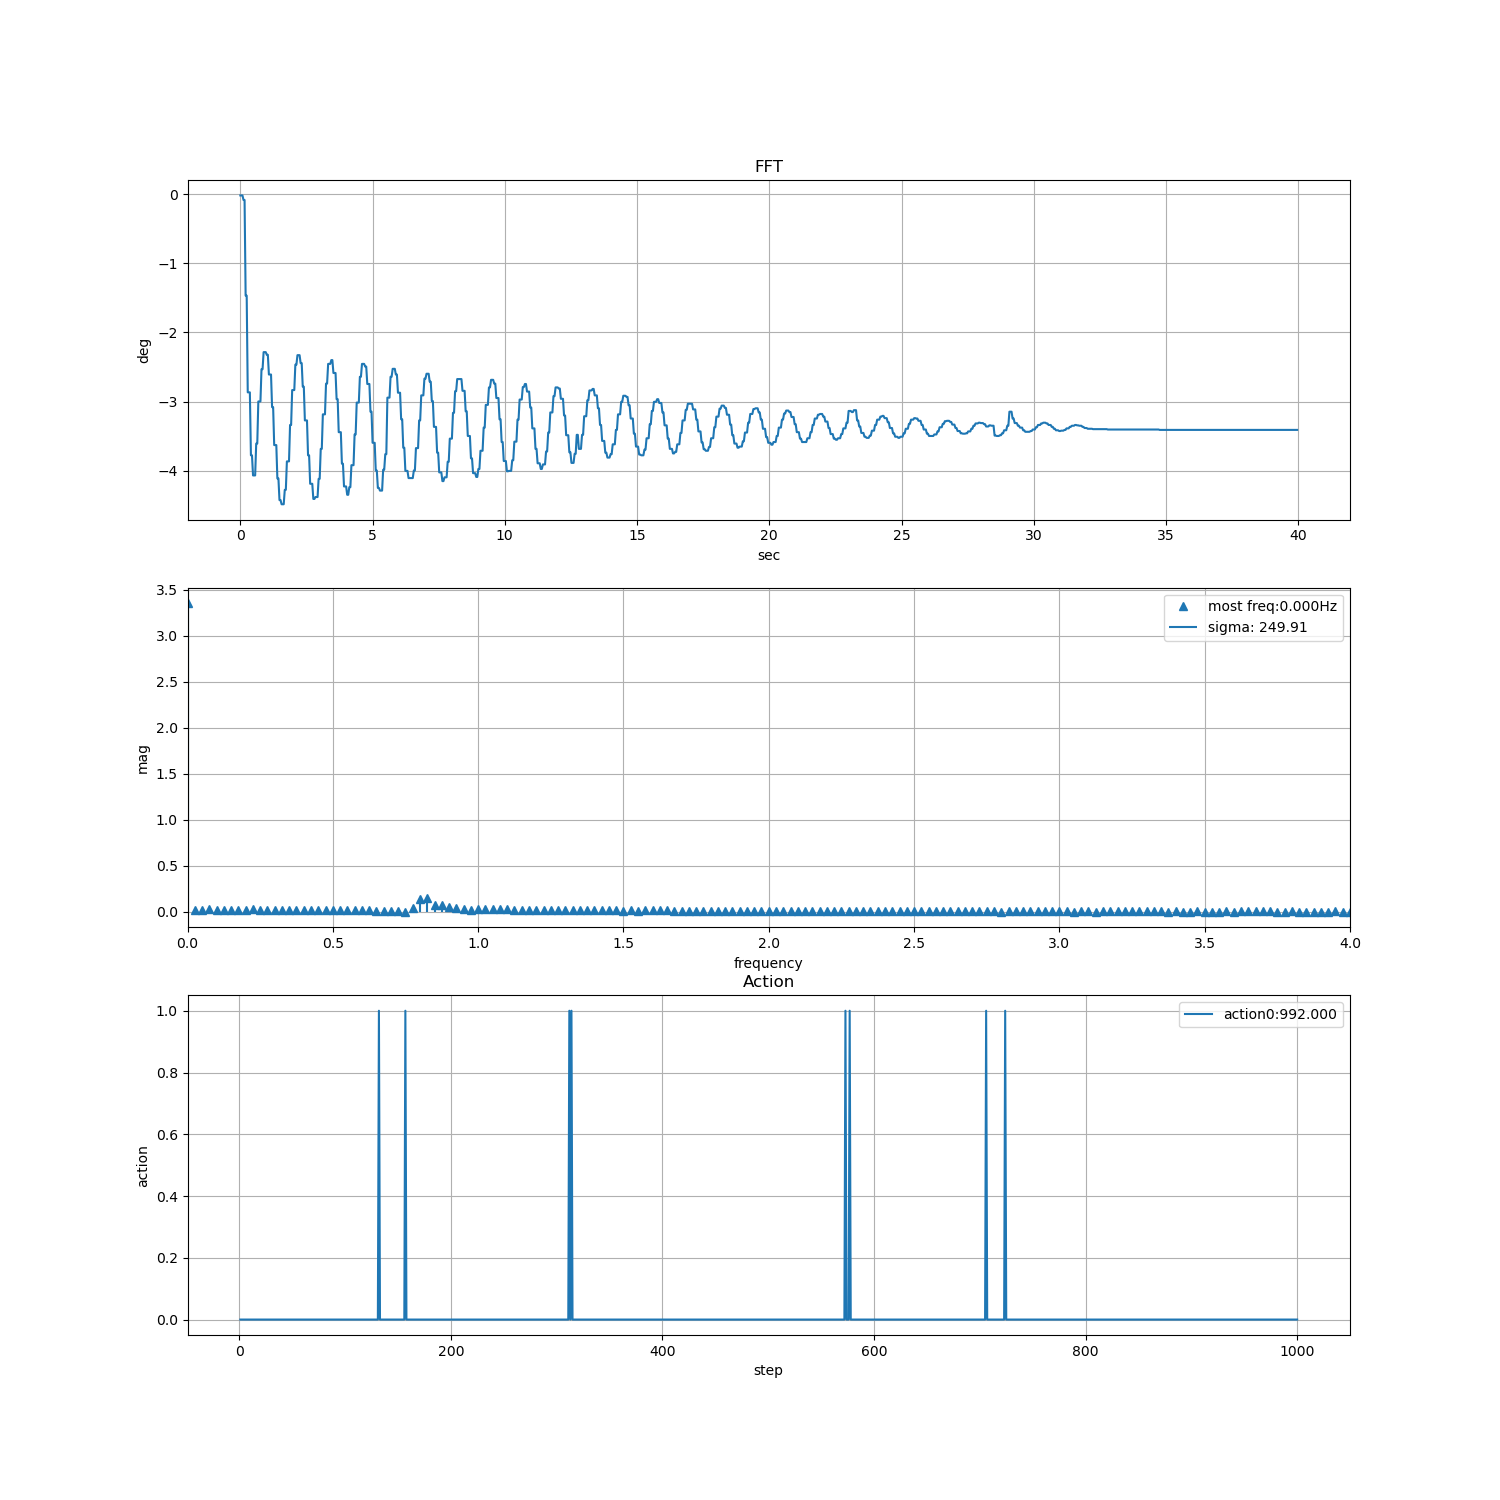 FFT
0
−1
−2
−3
−4
deg
0 5 10 15 20 25 30 35 40
sec
3.5
3.0
2.5
2.0
1.5
1.0
0.5
0.0
mag
most freq:0.000Hz
sigma: 249.91
0.0 0.5 1.0 1.5 2.0 2.5 3.0 3.5 4.0
frequency
Action
1.0
0.8
0.6
0.4
0.2
0.0
action
action0:992.000
0 200 400 600 800 1000
step